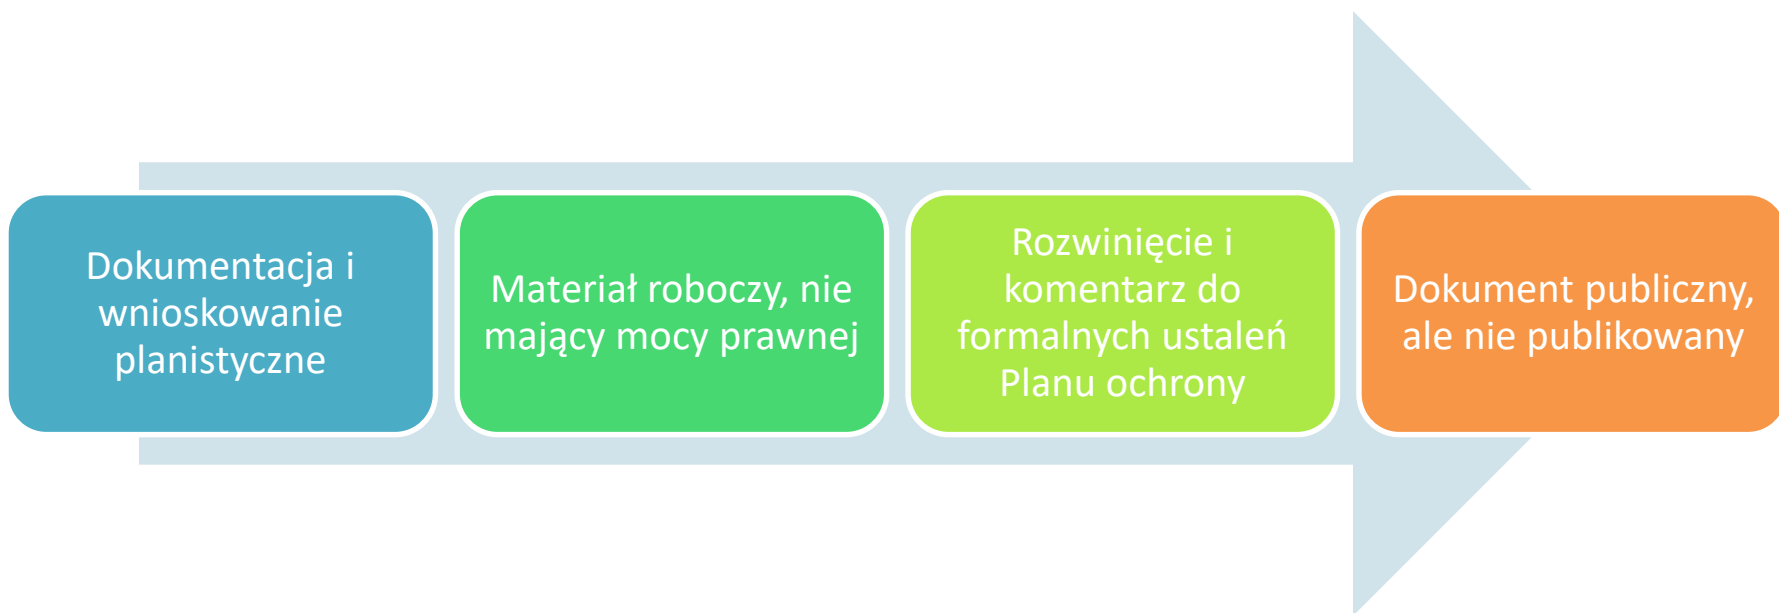 Dokumentacja i
wnioskowanie
planistyczne
Materiał roboczy, nie
mający mocy prawnej
Rozwinięcie i
komentarz do
formalnych ustaleń
Planu ochrony
Dokument publiczny,
ale nie publikowany